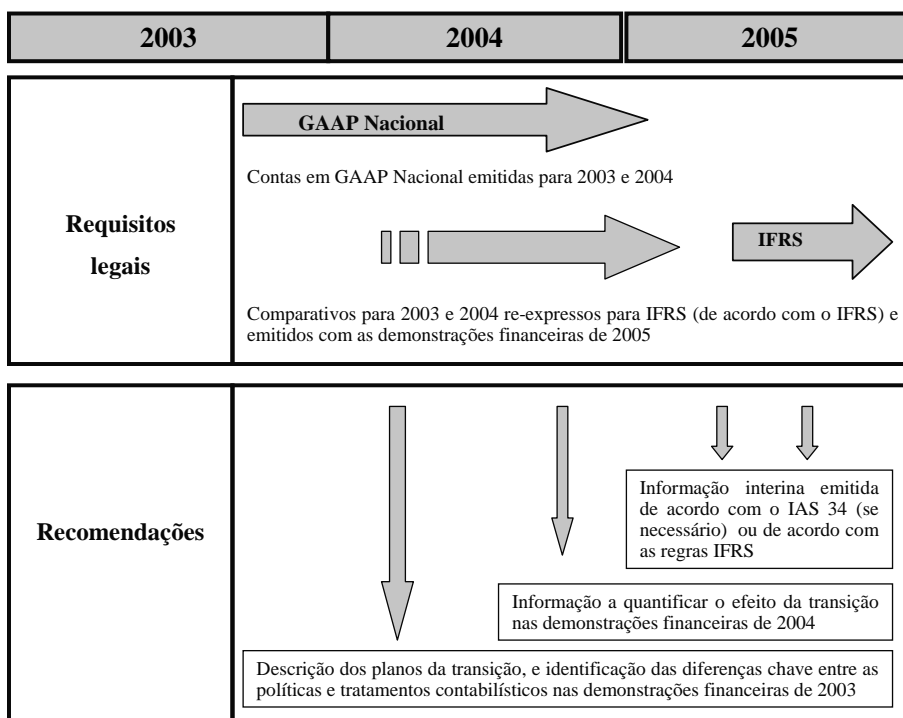 2003
2004
2005
Requisitos
legais
GAAP Nacional
Contas em GAAP Nacional emitidas para 2003 e 2004
IFRS
Comparativos para 2003 e 2004 re-expressos para IFRS (de acordo com o IFRS) e
emitidos com as demonstrações financeiras de 2005
Recomendações
Informação interina emitida
de acordo com o IAS 34 (se
necessário) ou de acordo com
as regras IFRS
Informação a quantificar o efeito da transição
nas demonstrações financeiras de 2004
Descrição dos planos da transição, e identificação das diferenças chave entre as
políticas e tratamentos contabilísticos nas demonstrações financeiras de 2003